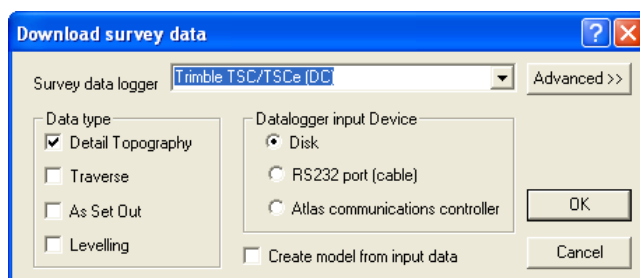 Download survey data
Survey data logger Trimble TSC/TSCe (DC) Advanced >>
Data type
Detail Topography
Traverse
As Set Out
Levelling
Datalogger input Device
Disk
RS232 port (cable)
Atlas communications controller
Create model from input data
OK
Cancel